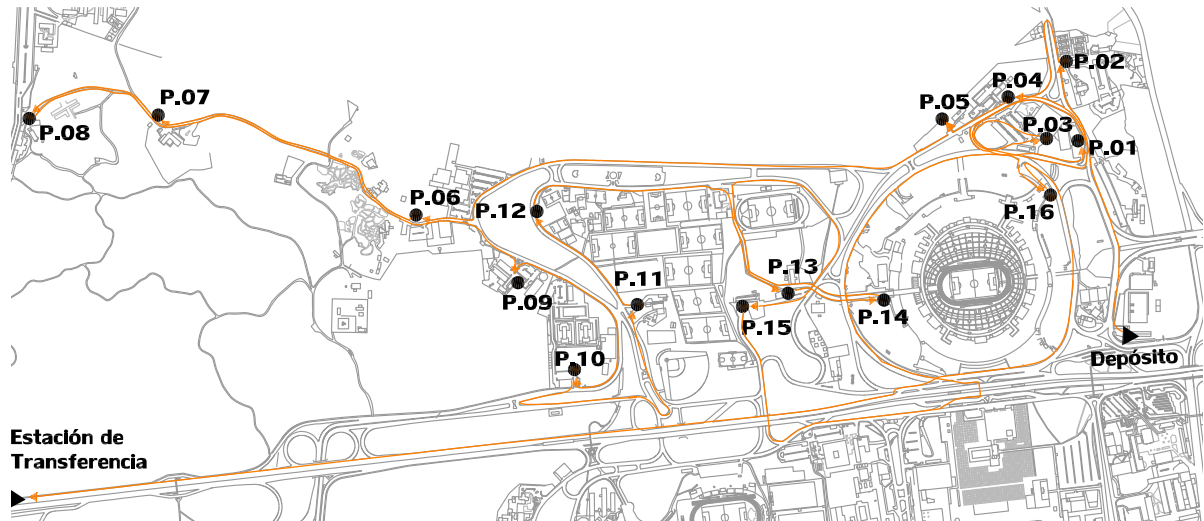 P.02
P.04
P.07
P.05
P.08
P.03
P.01
P.06
P.12
P.16
P.13
P.11
P.09
P.14
P.15
P.10
Depósito
Estación de
Transferencia